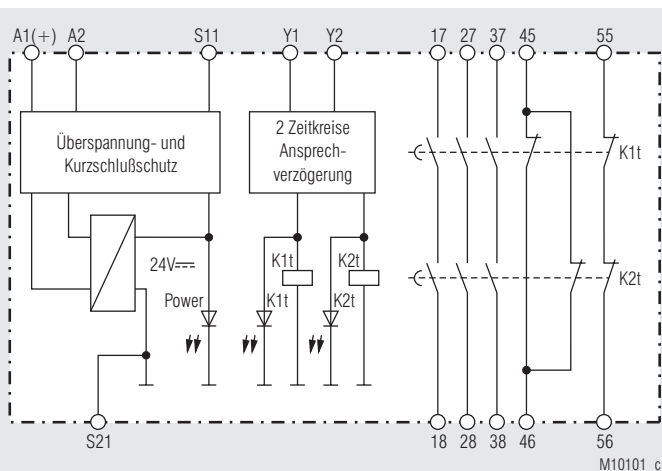 A1(+) A2 S11 Y1 Y2 17 27 37 45 55
Überspannung- und
Kurzschlußschutz
2 Zeitkreise
Ansprech-
verzögerung
K1t
24V
K1t K2t
K2t
Power K1t K2t
S21 18 28 38 46 56
M10101_c